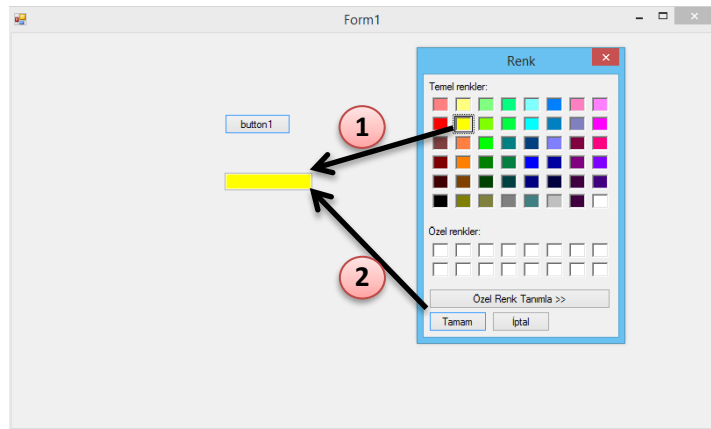 Form1
Renk
Temel renkler:
button1
1
Özel renkler:
2
Özel Renk Tanımla >>
Tamam
İptal